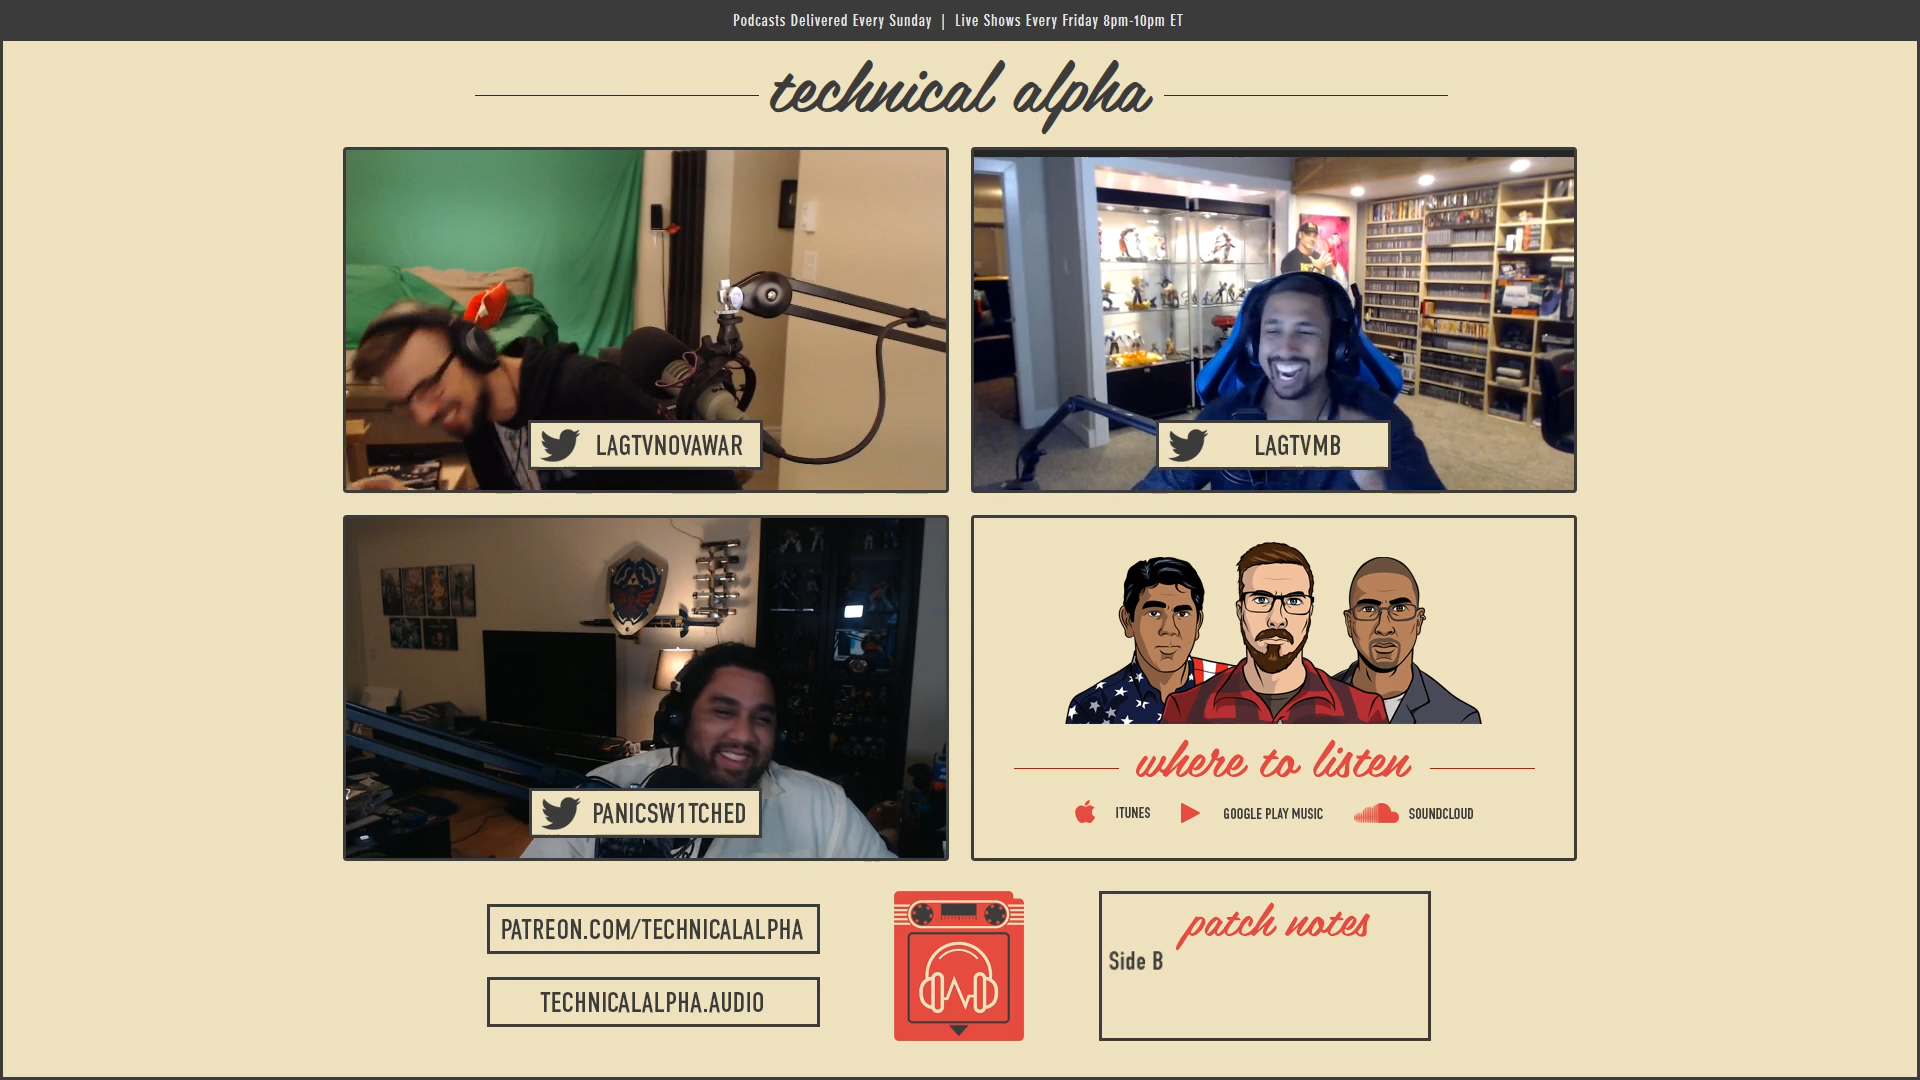 Podcasts Delivered Every Sunday | Live Shows Every Friday 8pm-10pm ET
technical alpha
LAGTVNOVAWAR
LAGTVMB
PANICSW1TCHED
where to listen
ITUNES
GOOGLE PLAY MUSIC
SOUNDCLOUD
PATREON.COM/TECHNICALALPHA
TECHNICALALPHA.AUDIO
patch notes
Side B